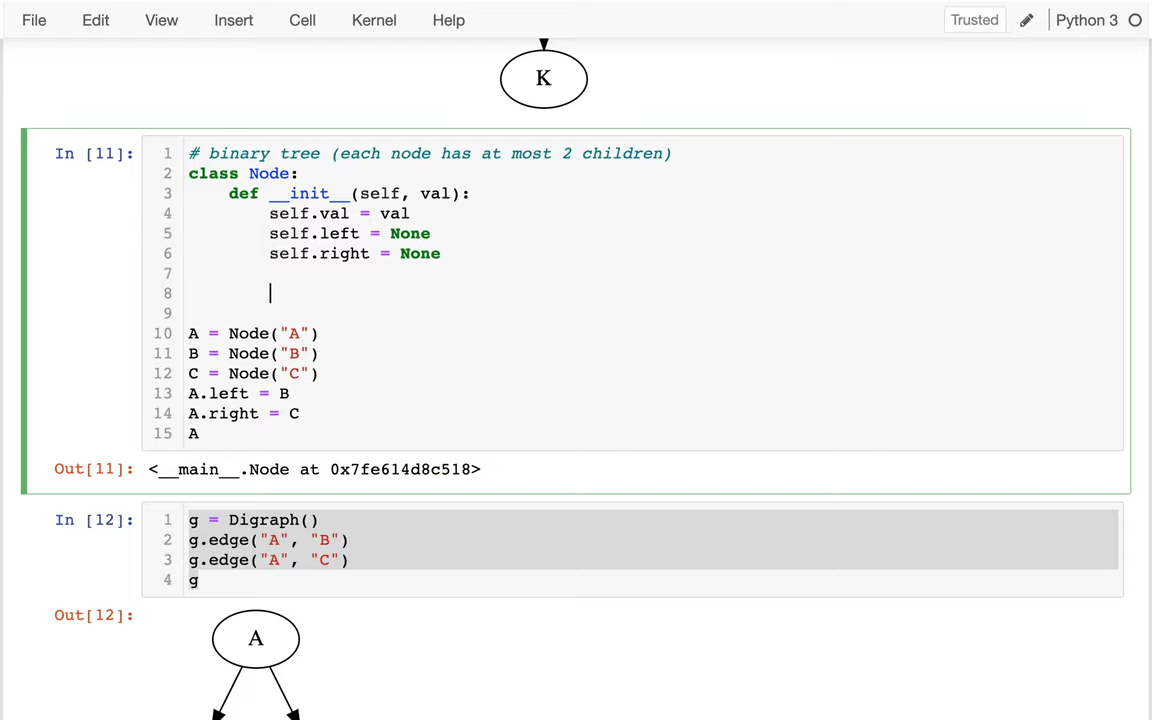 File Edit View Insert Cell Kernel Help Trusted Python 3
K
In [11]:
1 # binary tree (each node has at most 2 children)
2 class Node:
3     def __init__(self, val):
4         self.val = val
5         self.left = None
6         self.right = None
7
8
9
10 A = Node("A")
11 B = Node("B")
12 C = Node("C")
13 A.left = B
14 A.right = C
15 A
Out[11]: <__main__.Node at 0x7fe614d8c518>
In [12]:
1 g = Digraph()
2 g.edge("A", "B")
3 g.edge("A", "C")
4 g
Out[12]:
A